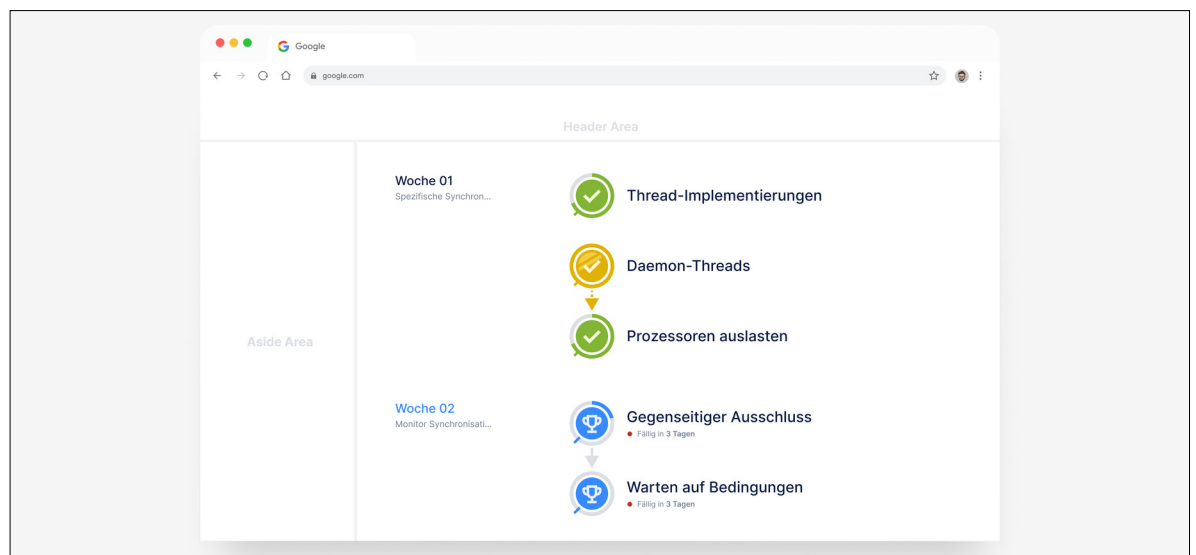 Google
google.com
Header Area
Aside Area
Woche 01
Spezifische Synchron...
Thread-Implementierungen
Daemon-Threads
Prozessoren auslasten
Woche 02
Monitor Synchronisati...
Gegenseitiger Ausschluss
Fällig in 3 Tagen
Warten auf Bedingungen
Fällig in 3 Tagen